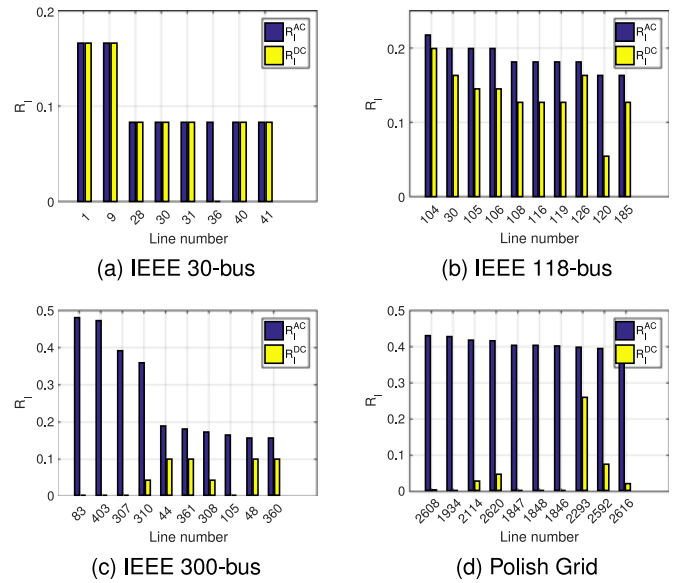 0.2
0.1
0
R_l
R_l^AC
R_l^DC
1 9 28 30 31 36 40 41
Line number
(a) IEEE 30-bus
0.2
0.1
0
R_l
R_l^AC
R_l^DC
104 30 105 106 108 116 119 126 120 185
Line number
(b) IEEE 118-bus
0.5
0.4
0.3
0.2
0.1
0
R_l
R_l^AC
R_l^DC
83 403 307 310 44 361 308 105 48 360
Line number
(c) IEEE 300-bus
0.5
0.4
0.3
0.2
0.1
0
R_l
R_l^AC
R_l^DC
2608 1934 2114 2620 1847 1848 1846 2293 2592 2616
Line number
(d) Polish Grid